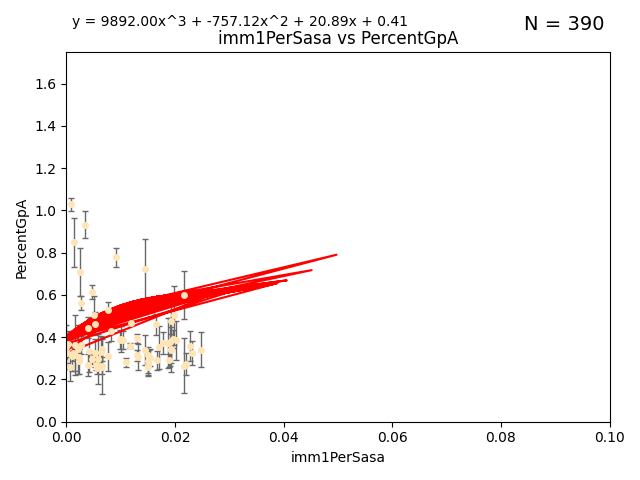 y = 9892.00x^3 + -757.12x^2 + 20.89x + 0.41
N = 390
imm1PerSasa vs PercentGpA
PercentGpA
1.6
1.4
1.2
1.0
0.8
0.6
0.4
0.2
0.0
0.00 0.02 0.04 0.06 0.08 0.10
imm1PerSasa